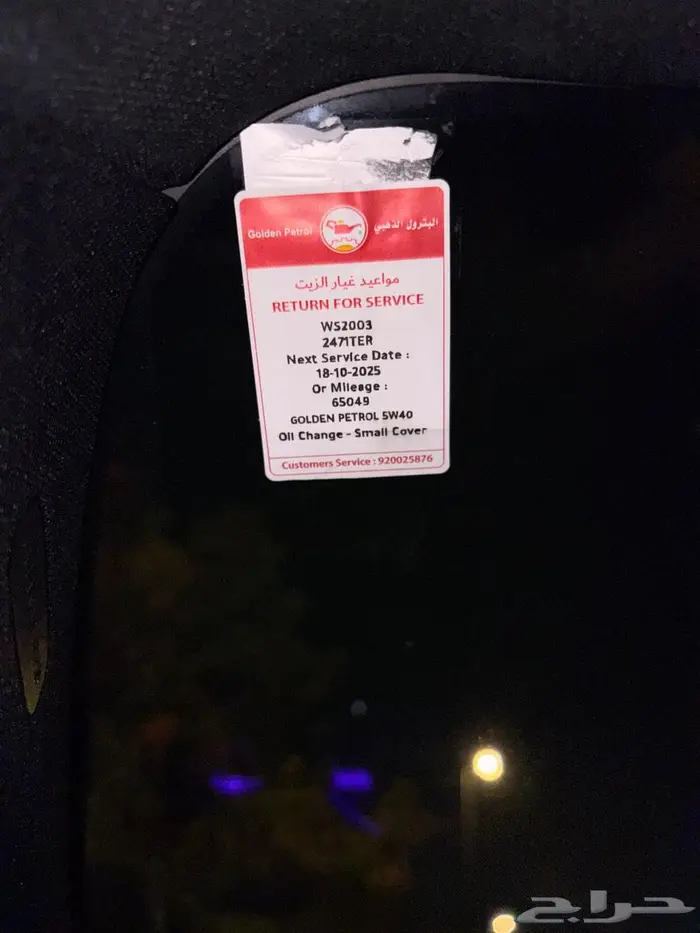 Golden Petrol البترول الذهبي
مواعيد غيار الزيت
RETURN FOR SERVICE
WS2003
2471TER
Next Service Date :
18-10-2025
Or Mileage :
65049
GOLDEN PETROL 5W40
Oil Change - Small Cover
Customers Service : 920025876
حراج